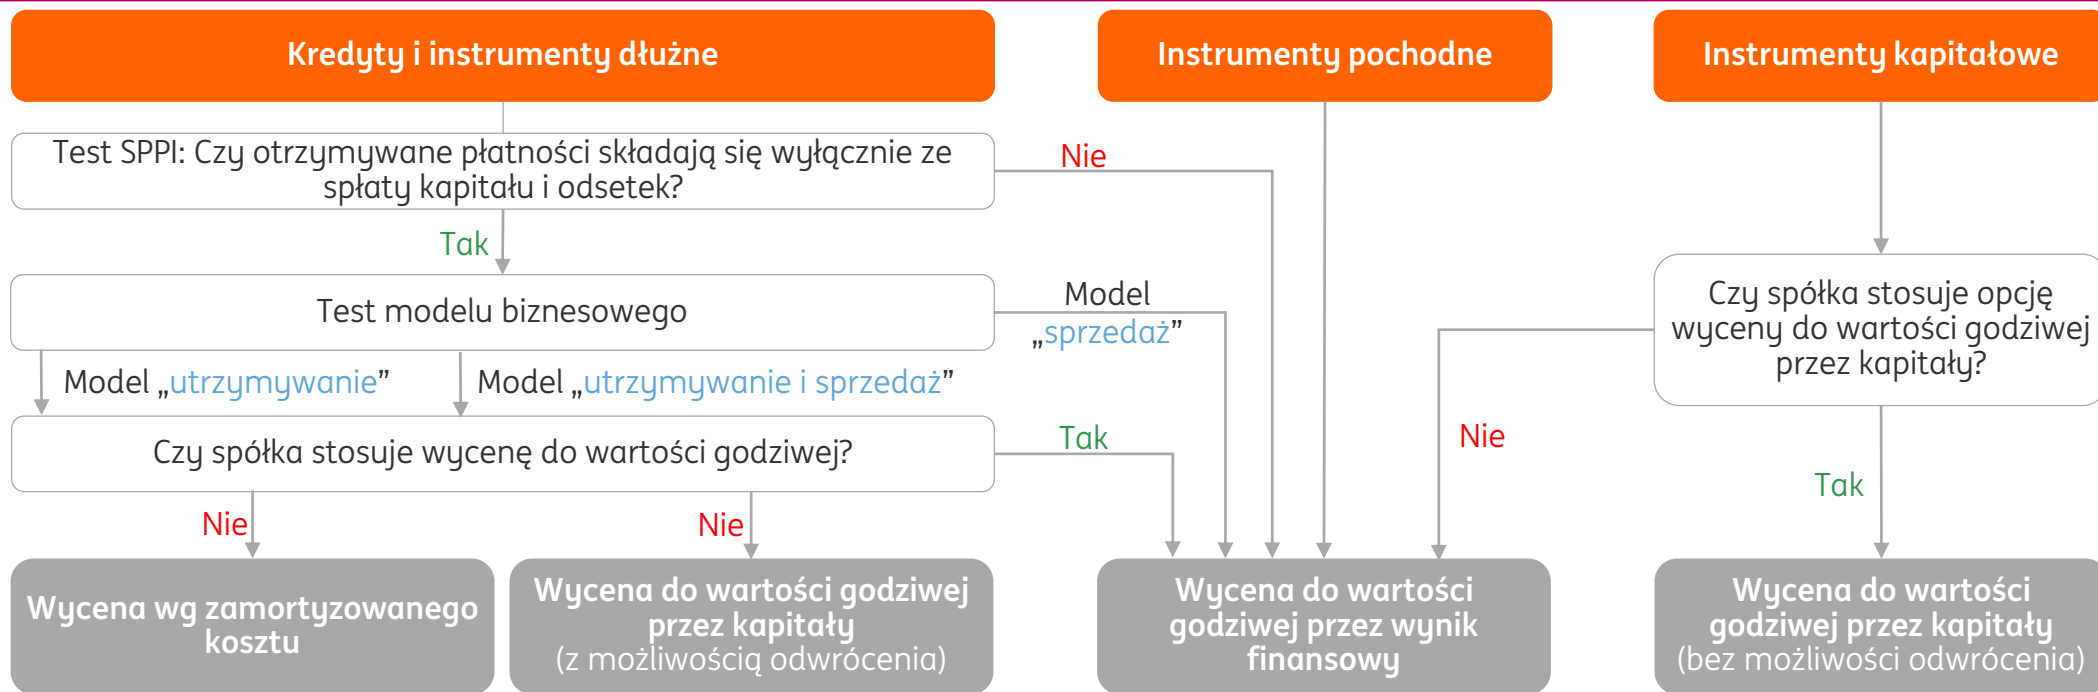 Kredyty i instrumenty dłużne
Instrumenty pochodne
Instrumenty kapitałowe
Test SPPI: Czy otrzymywane płatności składają się wyłącznie ze
spłaty kapitału i odsetek?
Nie
Tak
Test modelu biznesowego
Model
„sprzedaż”
Czy spółka stosuje opcję
wyceny do wartości godziwej
przez kapitały?
Model „utrzymywanie”
Model „utrzymywanie i sprzedaż”
Czy spółka stosuje wycenę do wartości godziwej?
Tak
Nie
Tak
Nie
Nie
Wycena wg zamortyzowanego
kosztu
Wycena do wartości godziwej
przez kapitały
(z możliwością odwrócenia)
Wycena do wartości
godziwej przez wynik
finansowy
Wycena do wartości
godziwej przez kapitały
(bez możliwości odwrócenia)